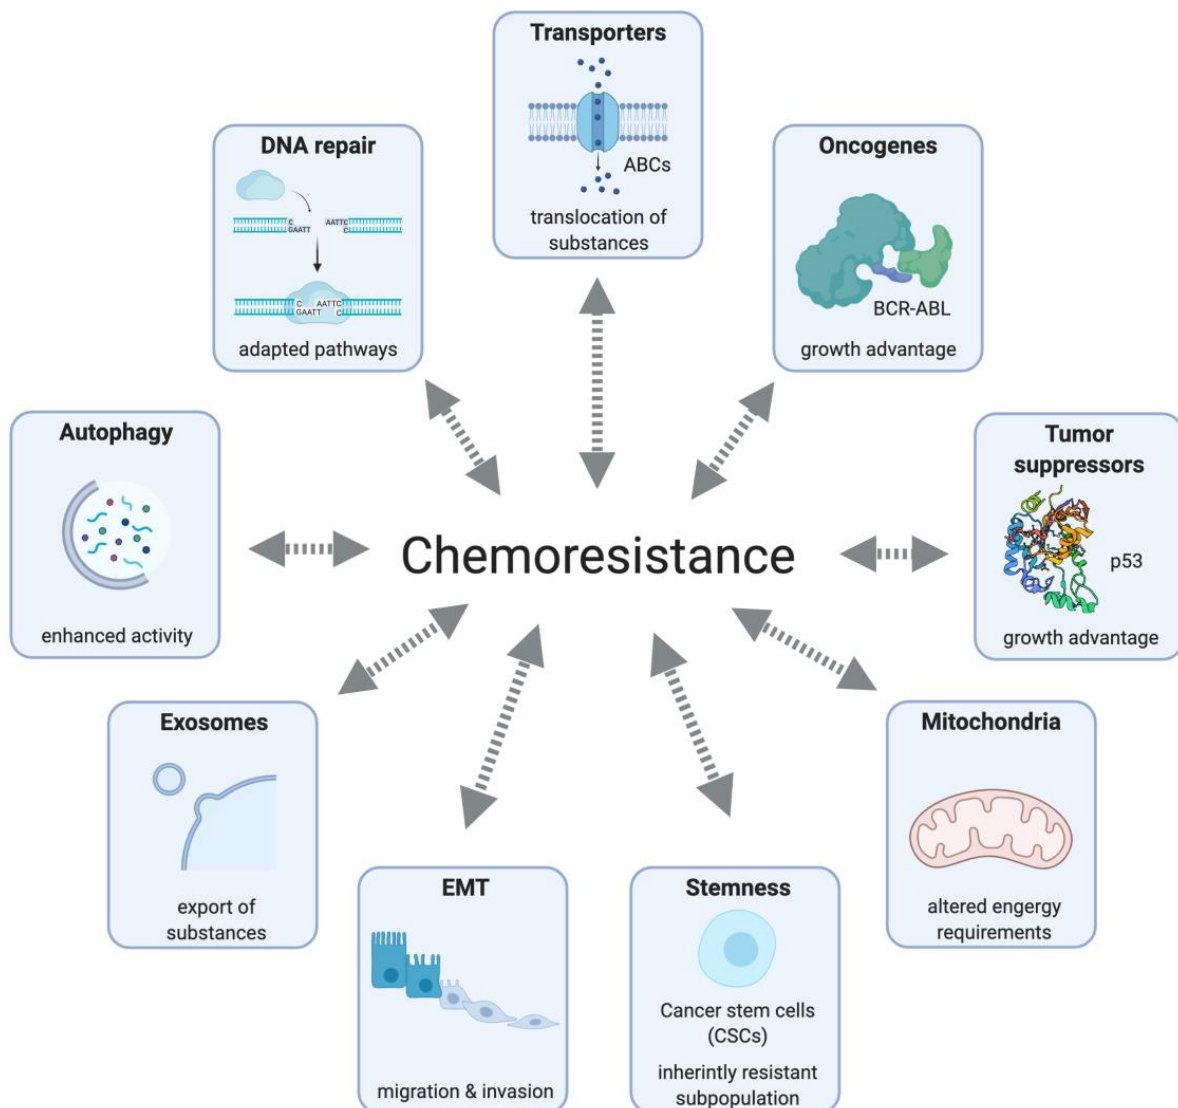 Transporters
ABCs
translocation of
substances
DNA repair
C
GAATT
AATTC
C
C
GAATT
AATTC
C
adapted pathways
Oncogenes
BCR-ABL
growth advantage
Autophagy
enhanced activity
Chemoresistance
Tumor
suppressors
p53
growth advantage
Exosomes
export of
substances
Mitochondria
altered engergy
requirements
EMT
migration & invasion
Stemness
Cancer stem cells
(CSCs)
inherintly resistant
subpopulation